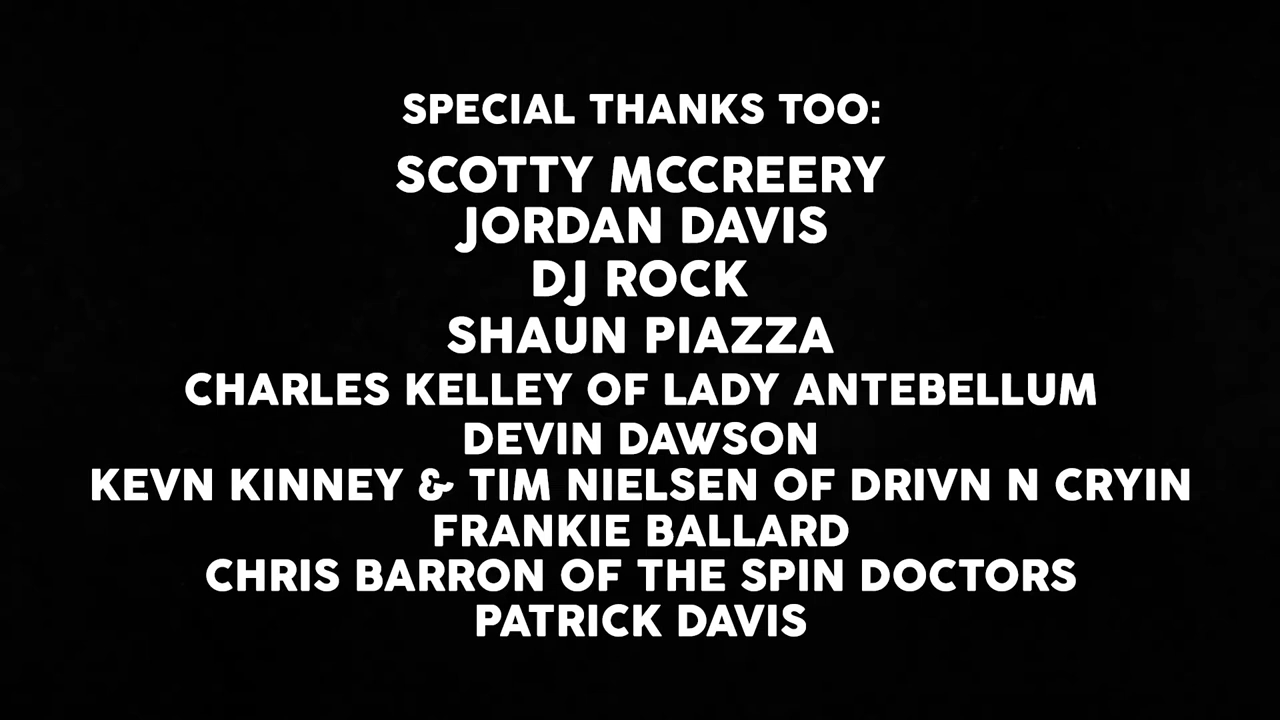 SPECIAL THANKS TOO:
SCOTTY MCCREERY
JORDAN DAVIS
DJ ROCK
SHAUN PIAZZA
CHARLES KELLEY OF LADY ANTEBELLUM
DEVIN DAWSON
KEVN KINNEY & TIM NIELSEN OF DRIVN N CRYIN
FRANKIE BALLARD
CHRIS BARRON OF THE SPIN DOCTORS
PATRICK DAVIS